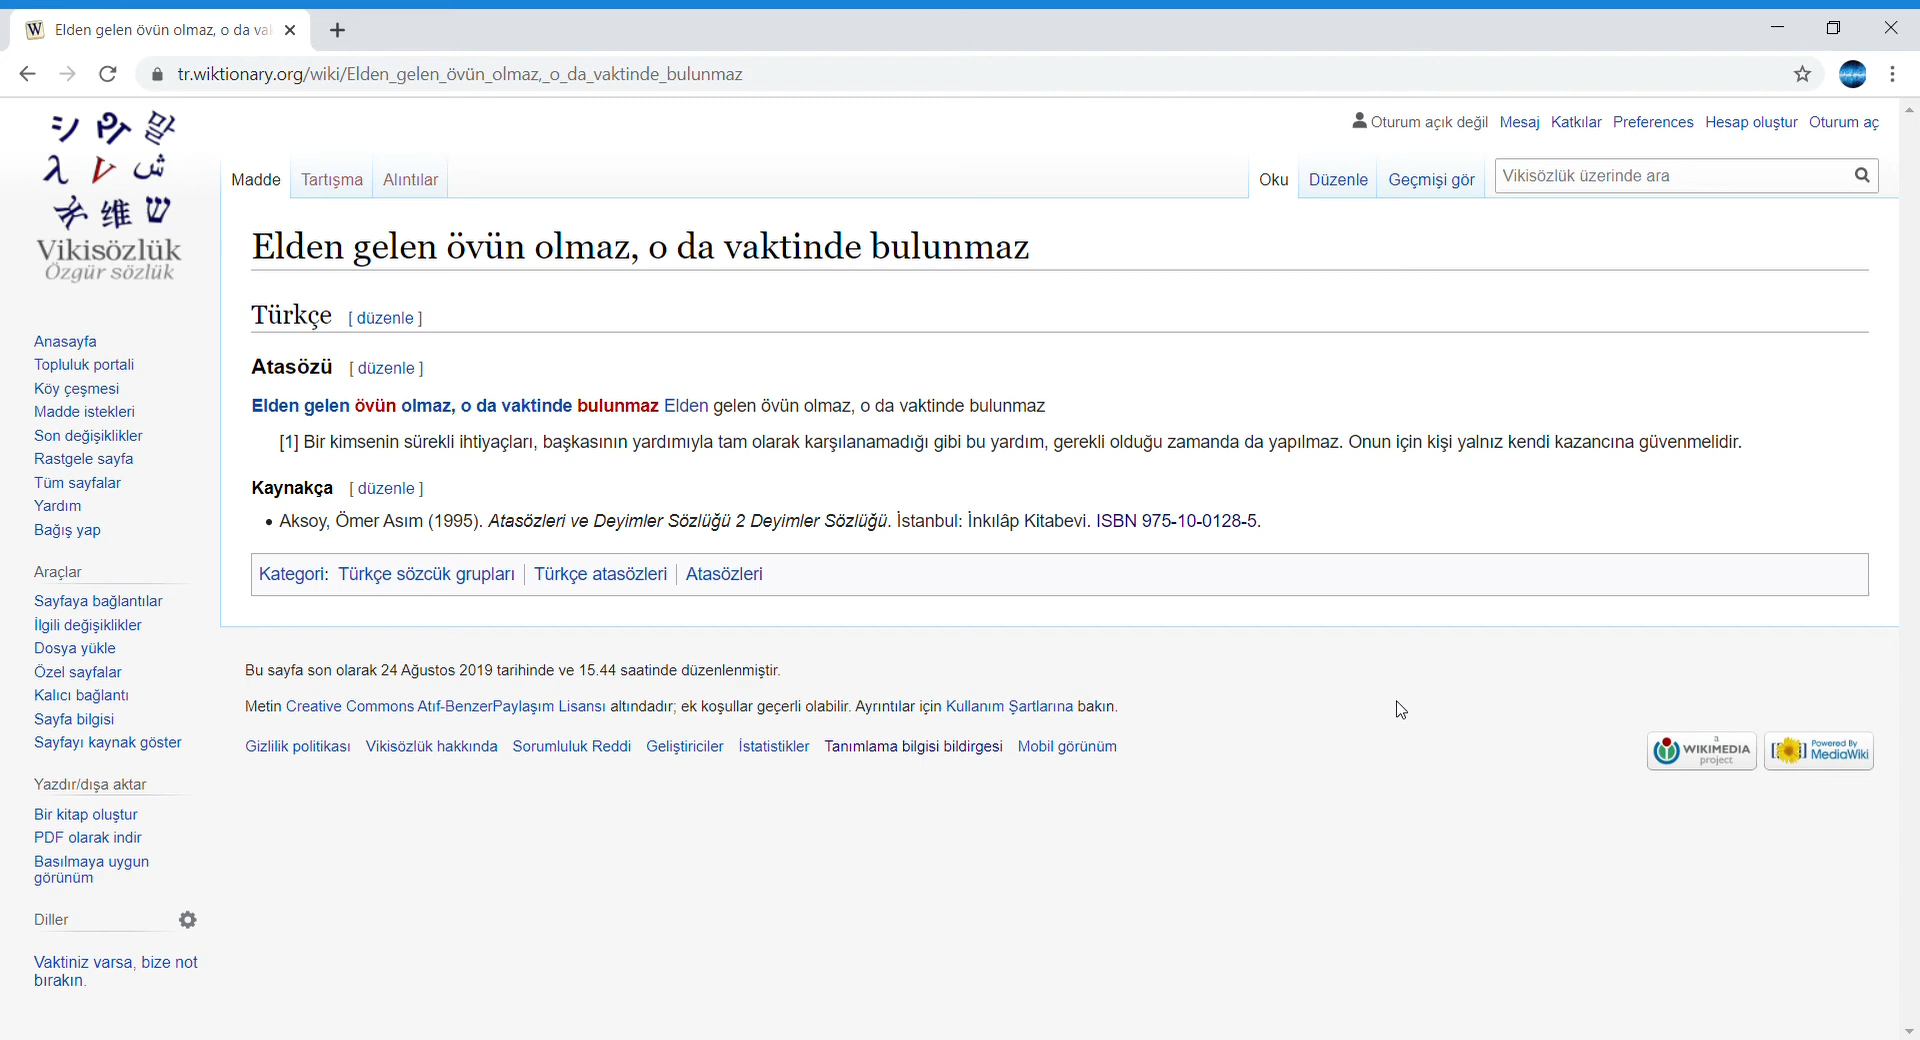 Elden gelen övün olmaz, o da va
tr.wiktionary.org/wiki/Elden_gelen_övün_olmaz,_o_da_vaktinde_bulunmaz
Oturum açık değil Mesaj Katkılar Preferences Hesap oluştur Oturum aç
Madde Tartışma Alıntılar Oku Düzenle Geçmişi gör Vikisözlük üzerinde ara
Vikisözlük
Özgür sözlük
Anasayfa
Topluluk portali
Köy çeşmesi
Madde istekleri
Son değişiklikler
Rastgele sayfa
Tüm sayfalar
Yardım
Bağış yap
Araçlar
Sayfaya bağlantılar
İlgili değişiklikler
Dosya yükle
Özel sayfalar
Kalıcı bağlantı
Sayfa bilgisi
Sayfayı kaynak göster
Yazdır/dışa aktar
Bir kitap oluştur
PDF olarak indir
Basılmaya uygun
görünüm
Diller
Vaktiniz varsa, bize not
bırakın.
Elden gelen övün olmaz, o da vaktinde bulunmaz
Türkçe [ düzenle ]
Atasözü [ düzenle ]
Elden gelen övün olmaz, o da vaktinde bulunmaz Elden gelen övün olmaz, o da vaktinde bulunmaz
[1] Bir kimsenin sürekli ihtiyaçları, başkasının yardımıyla tam olarak karşılanamadığı gibi bu yardım, gerekli olduğu zamanda da yapılmaz. Onun için kişi yalnız kendi kazancına güvenmelidir.
Kaynakça [ düzenle ]
• Aksoy, Ömer Asım (1995). Atasözleri ve Deyimler Sözlüğü 2 Deyimler Sözlüğü. İstanbul: İnkılâp Kitabevi. ISBN 975-10-0128-5.
Kategori: Türkçe sözcük grupları | Türkçe atasözleri | Atasözleri
Bu sayfa son olarak 24 Ağustos 2019 tarihinde ve 15.44 saatinde düzenlenmiştir.
Metin Creative Commons Atıf-BenzerPaylaşım Lisansı altındadır; ek koşullar geçerli olabilir. Ayrıntılar için Kullanım Şartlarına bakın.
Gizlilik politikası Vikisözlük hakkında Sorumluluk Reddi Geliştiriciler İstatistikler Tanımlama bilgisi bildirgesi Mobil görünüm
a
WIKIMEDIA
project
Powered By
MediaWiki